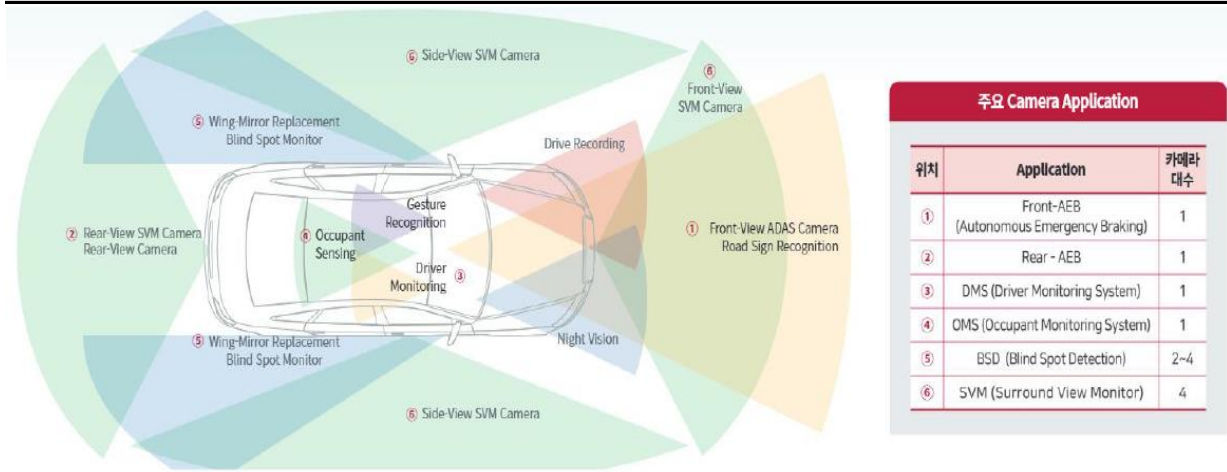 ⑥ Side-View SVM Camera
⑥
Front-View
SVM Camera
⑤ Wing-Mirror Replacement
Blind Spot Monitor
Drive Recording
Gesture
Recognition
② Rear-View SVM Camera
Rear-View Camera
④ Occupant
Sensing
① Front-View ADAS Camera
Road Sign Recognition
Driver
Monitoring ③
⑤ Wing-Mirror Replacement
Blind Spot Monitor
Night Vision
⑥ Side-View SVM Camera
주요 Camera Application
위치 Application 카메라
대수
① Front-AEB
(Autonomous Emergency Braking) 1
② Rear - AEB 1
③ DMS (Driver Monitoring System) 1
④ OMS (Occupant Monitoring System) 1
⑤ BSD (Blind Spot Detection) 2~4
⑥ SVM (Surround View Monitor) 4